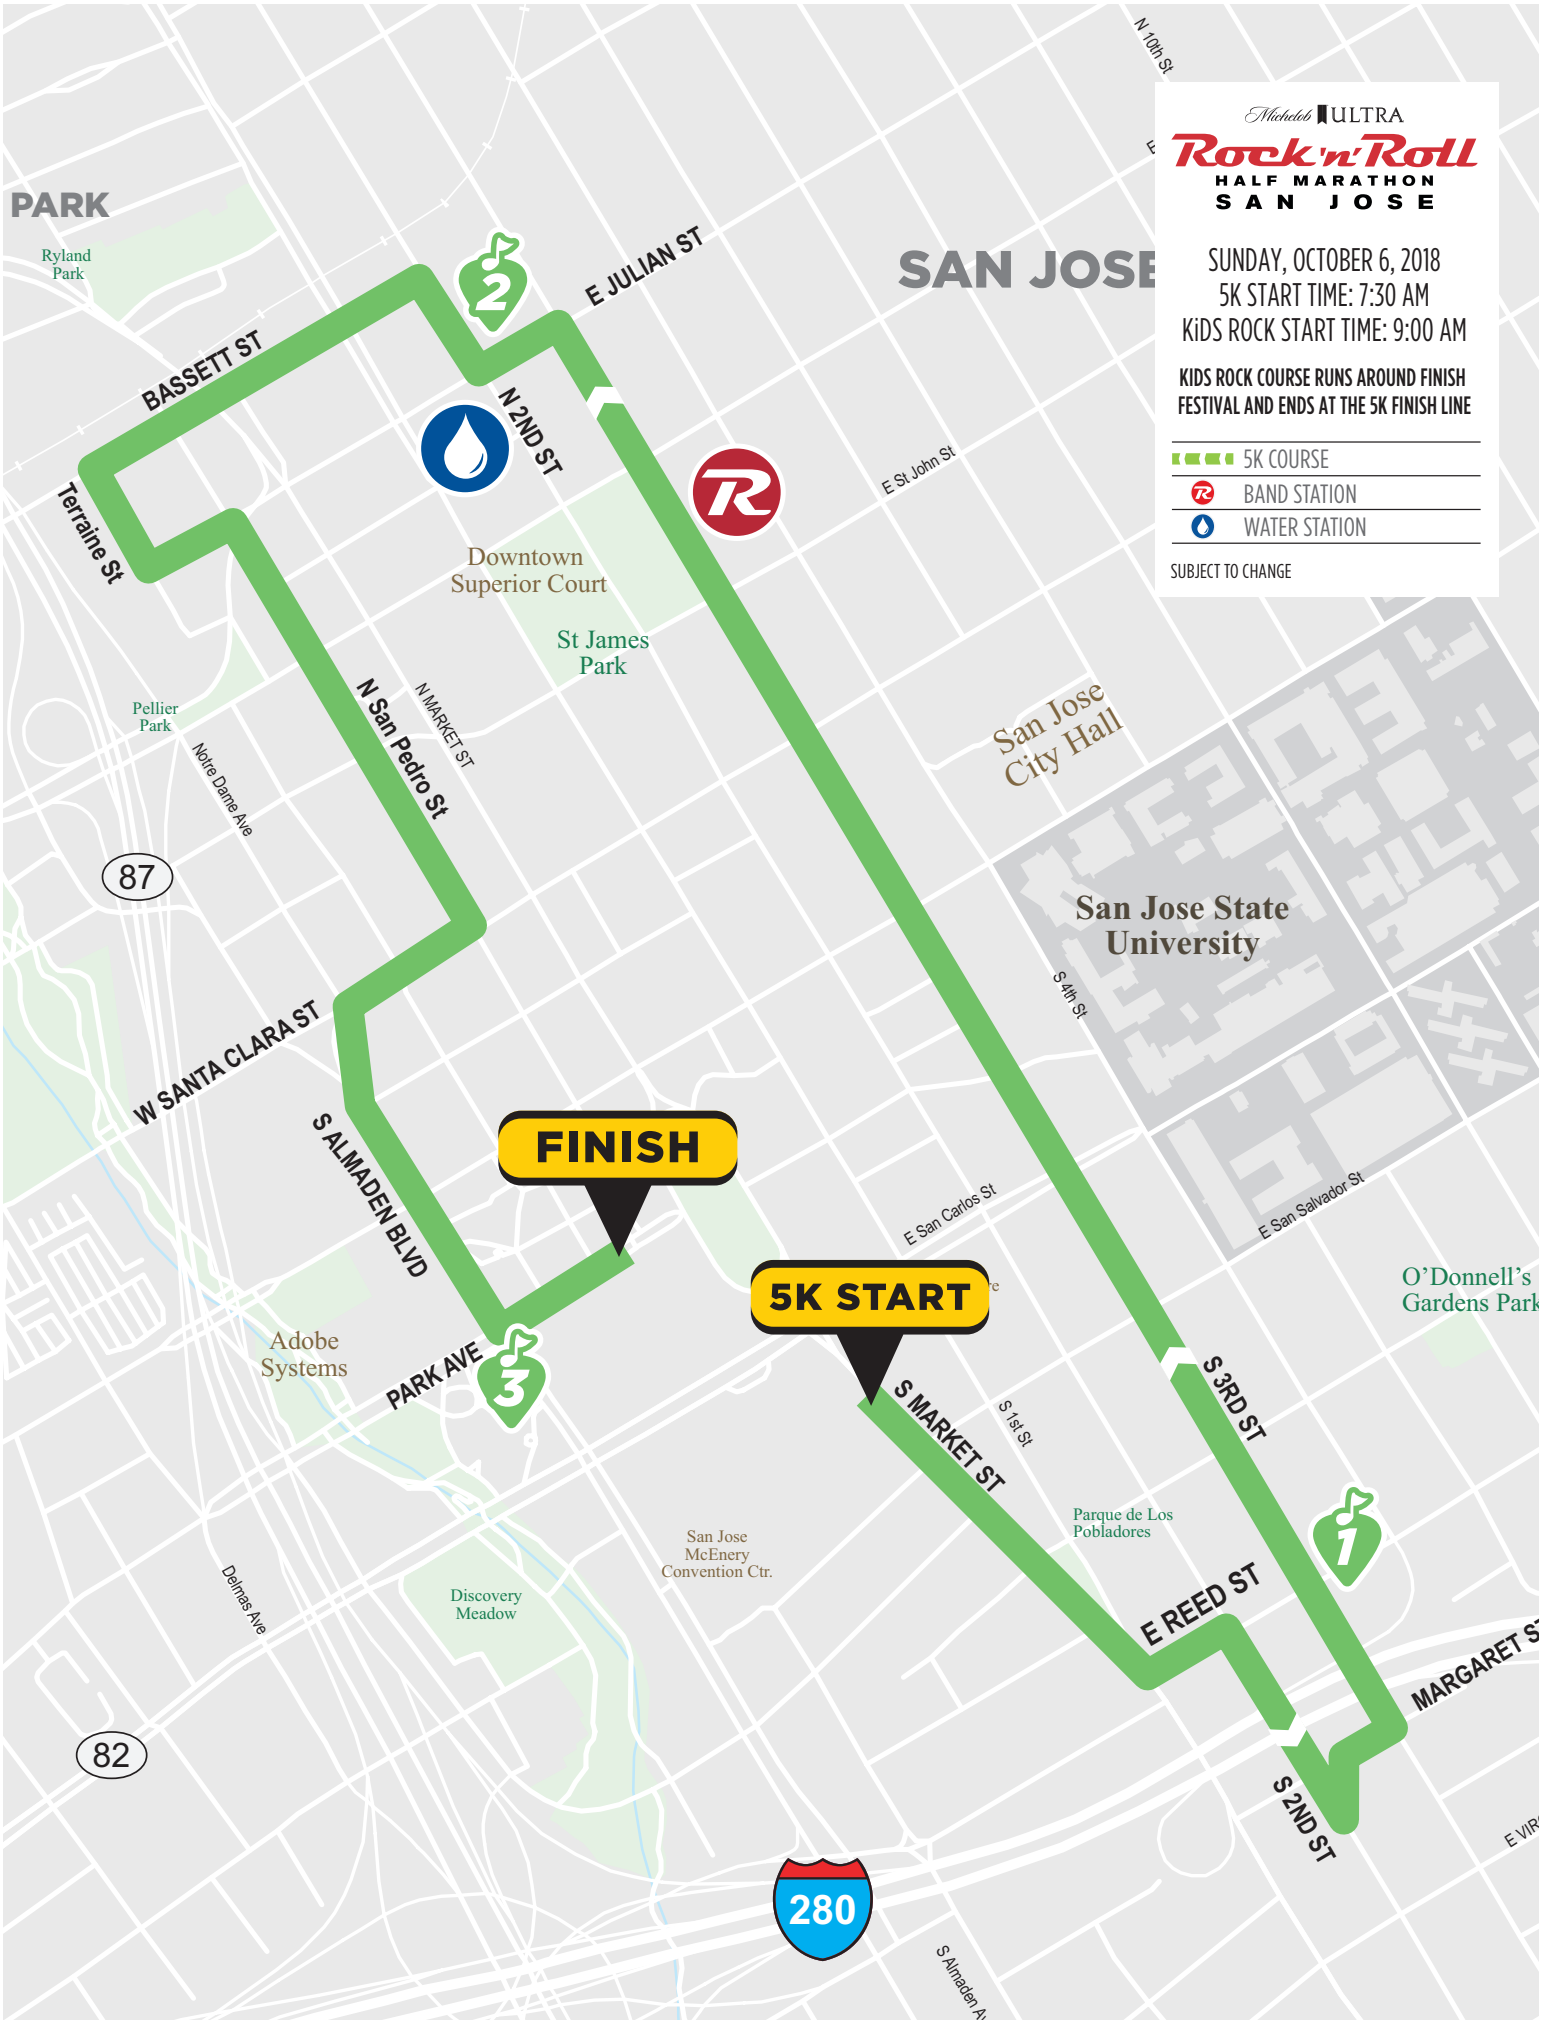 N 10th St
Michelob ULTRA
Rock 'n' Roll
HALF MARATHON
SAN JOSE
SUNDAY, OCTOBER 6, 2018
5K START TIME: 7:30 AM
KiDS ROCK START TIME: 9:00 AM
KIDS ROCK COURSE RUNS AROUND FINISH
FESTIVAL AND ENDS AT THE 5K FINISH LINE
5K COURSE
R BAND STATION
WATER STATION
SUBJECT TO CHANGE
E
PARK
Ryland
Park
SAN JOSE
E JULIAN ST
2
BASSETT ST
N 2ND ST
R
E St John St
Terraine St
Downtown
Superior Court
St James
Park
N San Pedro St
N MARKET ST
Pellier
Park
Notre Dame Ave
San Jose
City Hall
87
San Jose State
University
S 4th St
W SANTA CLARA ST
S ALMADEN BLVD
FINISH
E San Carlos St
E San Salvador St
5K START
re
O'Donnell's
Gardens Park
Adobe
Systems
PARK AVE
3
S MARKET ST
S 1st St
S 3RD ST
1
Parque de Los
Pobladores
San Jose
McEnery
Convention Ctr.
Discovery
Meadow
Delmas Ave
E REED ST
MARGARET ST
82
S 2ND ST
E VIR
280
S Almaden Av